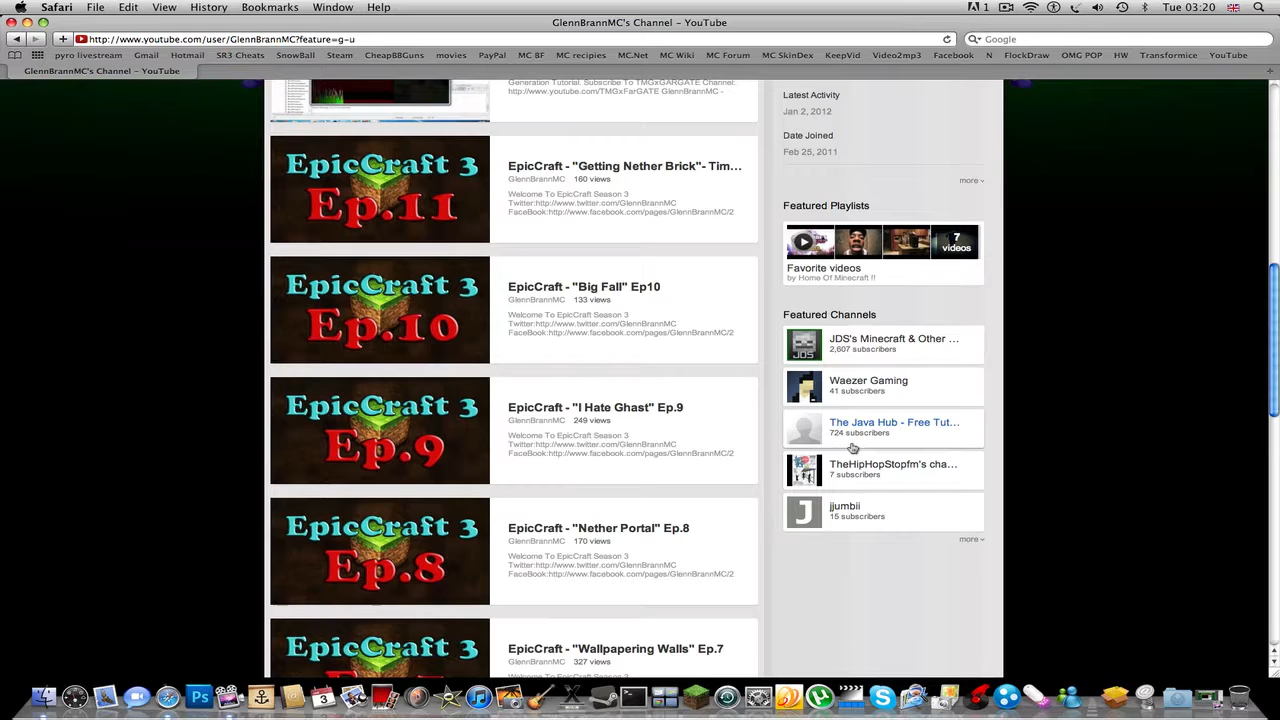 Safari File Edit View History Bookmarks Window Help 1 Tue 03:20
GlennBrannMC's Channel – YouTube
http://www.youtube.com/user/GlennBrannMC?feature=g-u Google
pyro livestream Gmail Hotmail SR3 Cheats SnowBall Steam CheapBBGuns movies PayPal MC BF MC recipies MC.Net MC Wiki MC Forum MC SkinDex KeepVid Video2mp3 Facebook N FlockDraw OMG POP HW Transformice YouTube
GlennBrannMC's Channel – YouTube
Generation Tutorial. Subscribe To TMGxFarGATE Channel:
http://www.youtube.com/TMGxFarGATE GlennBrannMC -
EpicCraft 3
Ep.11
EpicCraft - "Getting Nether Brick"- Tim...
GlennBrannMC 160 views
Welcome To EpicCraft Season 3
Twitter:http://www.twitter.com/GlennBrannMC
FaceBook:http://www.facebook.com/pages/GlennBrannMC/2
EpicCraft 3
Ep.10
EpicCraft - "Big Fall" Ep10
GlennBrannMC 133 views
Welcome To EpicCraft Season 3
Twitter:http://www.twitter.com/GlennBrannMC
FaceBook:http://www.facebook.com/pages/GlennBrannMC/2
EpicCraft 3
Ep.9
EpicCraft - "I Hate Ghast" Ep.9
GlennBrannMC 249 views
Welcome To EpicCraft Season 3
Twitter:http://www.twitter.com/GlennBrannMC
FaceBook:http://www.facebook.com/pages/GlennBrannMC/2
EpicCraft 3
Ep.8
EpicCraft - "Nether Portal" Ep.8
GlennBrannMC 170 views
Welcome To EpicCraft Season 3
Twitter:http://www.twitter.com/GlennBrannMC
FaceBook:http://www.facebook.com/pages/GlennBrannMC/2
EpicCraft 3
EpicCraft - "Wallpapering Walls" Ep.7
GlennBrannMC 327 views
Latest Activity
Jan 2, 2012
Date Joined
Feb 25, 2011
more
Featured Playlists
7
videos
Favorite videos
by Home Of Minecraft !!
Featured Channels
JDS
JDS's Minecraft & Other ...
2,607 subscribers
Waezer Gaming
41 subscribers
The Java Hub - Free Tut...
724 subscribers
TheHipHopStopfm's cha...
7 subscribers
J
jjumbii
15 subscribers
more
3
Ps